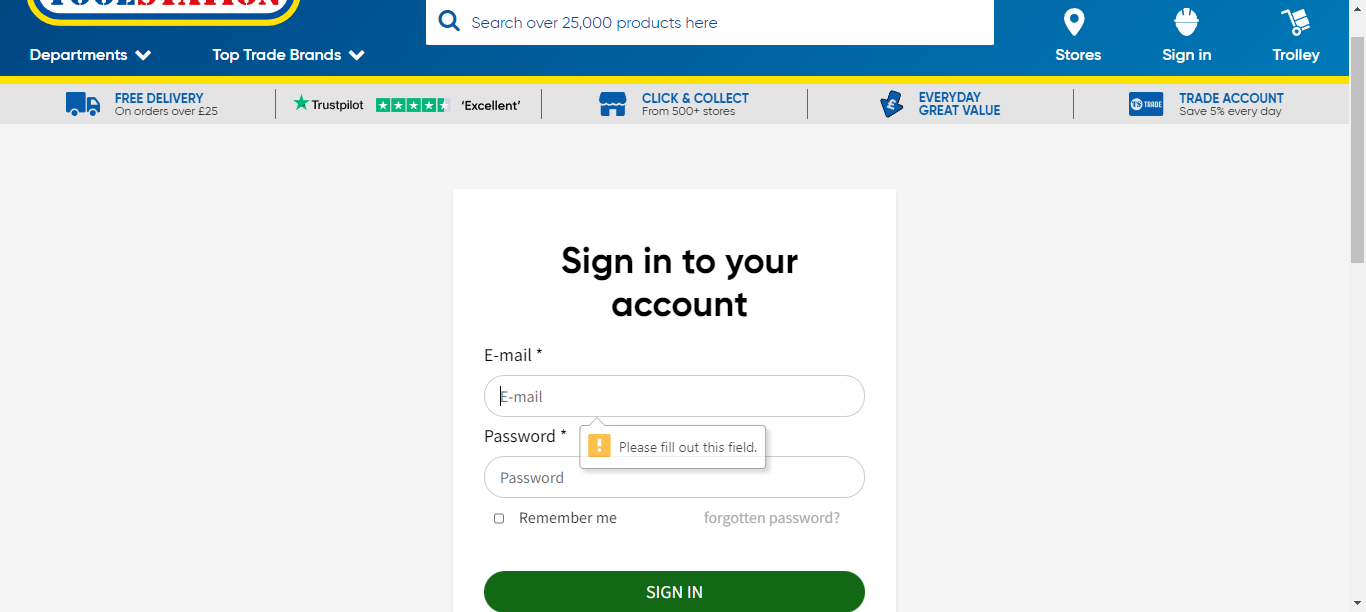 TOOLSTATION
Search over 25,000 products here
Departments
Top Trade Brands
Stores
Sign in
Trolley
FREE DELIVERY
On orders over £25
Trustpilot
'Excellent'
CLICK & COLLECT
From 500+ stores
£
EVERYDAY
GREAT VALUE
TS TRADE
TRADE ACCOUNT
Save 5% every day
Sign in to your
account
E-mail *
E-mail
Password *
Please fill out this field.
Password
Remember me
forgotten password?
SIGN IN